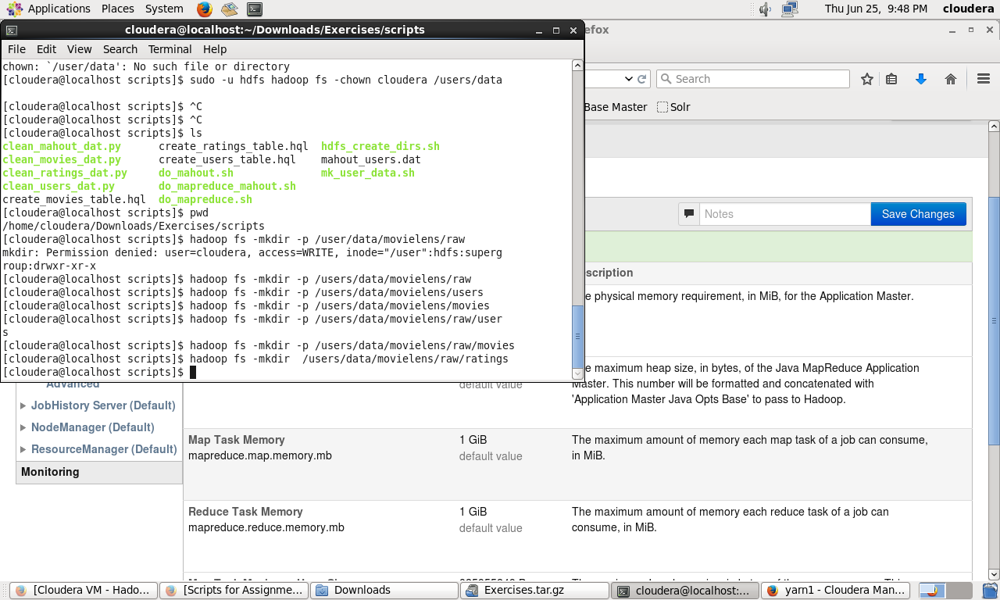 Applications Places System Thu Jun 25, 9:48 PM cloudera
cloudera@localhost:~/Downloads/Exercises/scripts
File Edit View Search Terminal Help
chown: `/user/data': No such file or directory
[cloudera@localhost scripts]$ sudo -u hdfs hadoop fs -chown cloudera /users/data
[cloudera@localhost scripts]$ ^C
[cloudera@localhost scripts]$ ^C
[cloudera@localhost scripts]$ ls
clean_mahout_dat.py create_ratings_table.hql hdfs_create_dirs.sh
clean_movies_dat.py create_users_table.hql mahout_users.dat
clean_ratings_dat.py do_mahout.sh mk_user_data.sh
clean_users_dat.py do_mapreduce_mahout.sh
create_movies_table.hql do_mapreduce.sh
[cloudera@localhost scripts]$ pwd
/home/cloudera/Downloads/Exercises/scripts
[cloudera@localhost scripts]$ hadoop fs -mkdir -p /user/data/movielens/raw
mkdir: Permission denied: user=cloudera, access=WRITE, inode="/user":hdfs:superg
roup:drwxr-xr-x
[cloudera@localhost scripts]$ hadoop fs -mkdir -p /users/data/movielens/raw
[cloudera@localhost scripts]$ hadoop fs -mkdir -p /users/data/movielens/users
[cloudera@localhost scripts]$ hadoop fs -mkdir -p /users/data/movielens/movies
[cloudera@localhost scripts]$ hadoop fs -mkdir -p /users/data/movielens/raw/user
s
[cloudera@localhost scripts]$ hadoop fs -mkdir -p /users/data/movielens/raw/movies
[cloudera@localhost scripts]$ hadoop fs -mkdir  /users/data/movielens/raw/ratings
[cloudera@localhost scripts]$
efox
Search
Base Master Solr
Notes Save Changes
scription
e physical memory requirement, in MiB, for the Application Master.
e maximum heap size, in bytes, of the Java MapReduce Application
Master. This number will be formatted and concatenated with
'Application Master Java Opts Base' to pass to Hadoop.
default value
Advanced
JobHistory Server (Default)
NodeManager (Default)
ResourceManager (Default)
Monitoring
Map Task Memory 1 GiB The maximum amount of memory each map task of a job can consume,
mapreduce.map.memory.mb default value in MiB.
Reduce Task Memory 1 GiB The maximum amount of memory each reduce task of a job can
mapreduce.reduce.memory.mb default value consume, in MiB.
[Cloudera VM - Hado... [Scripts for Assignme... Downloads Exercises.tar.gz cloudera@localhost:... yarn1 - Cloudera Man...